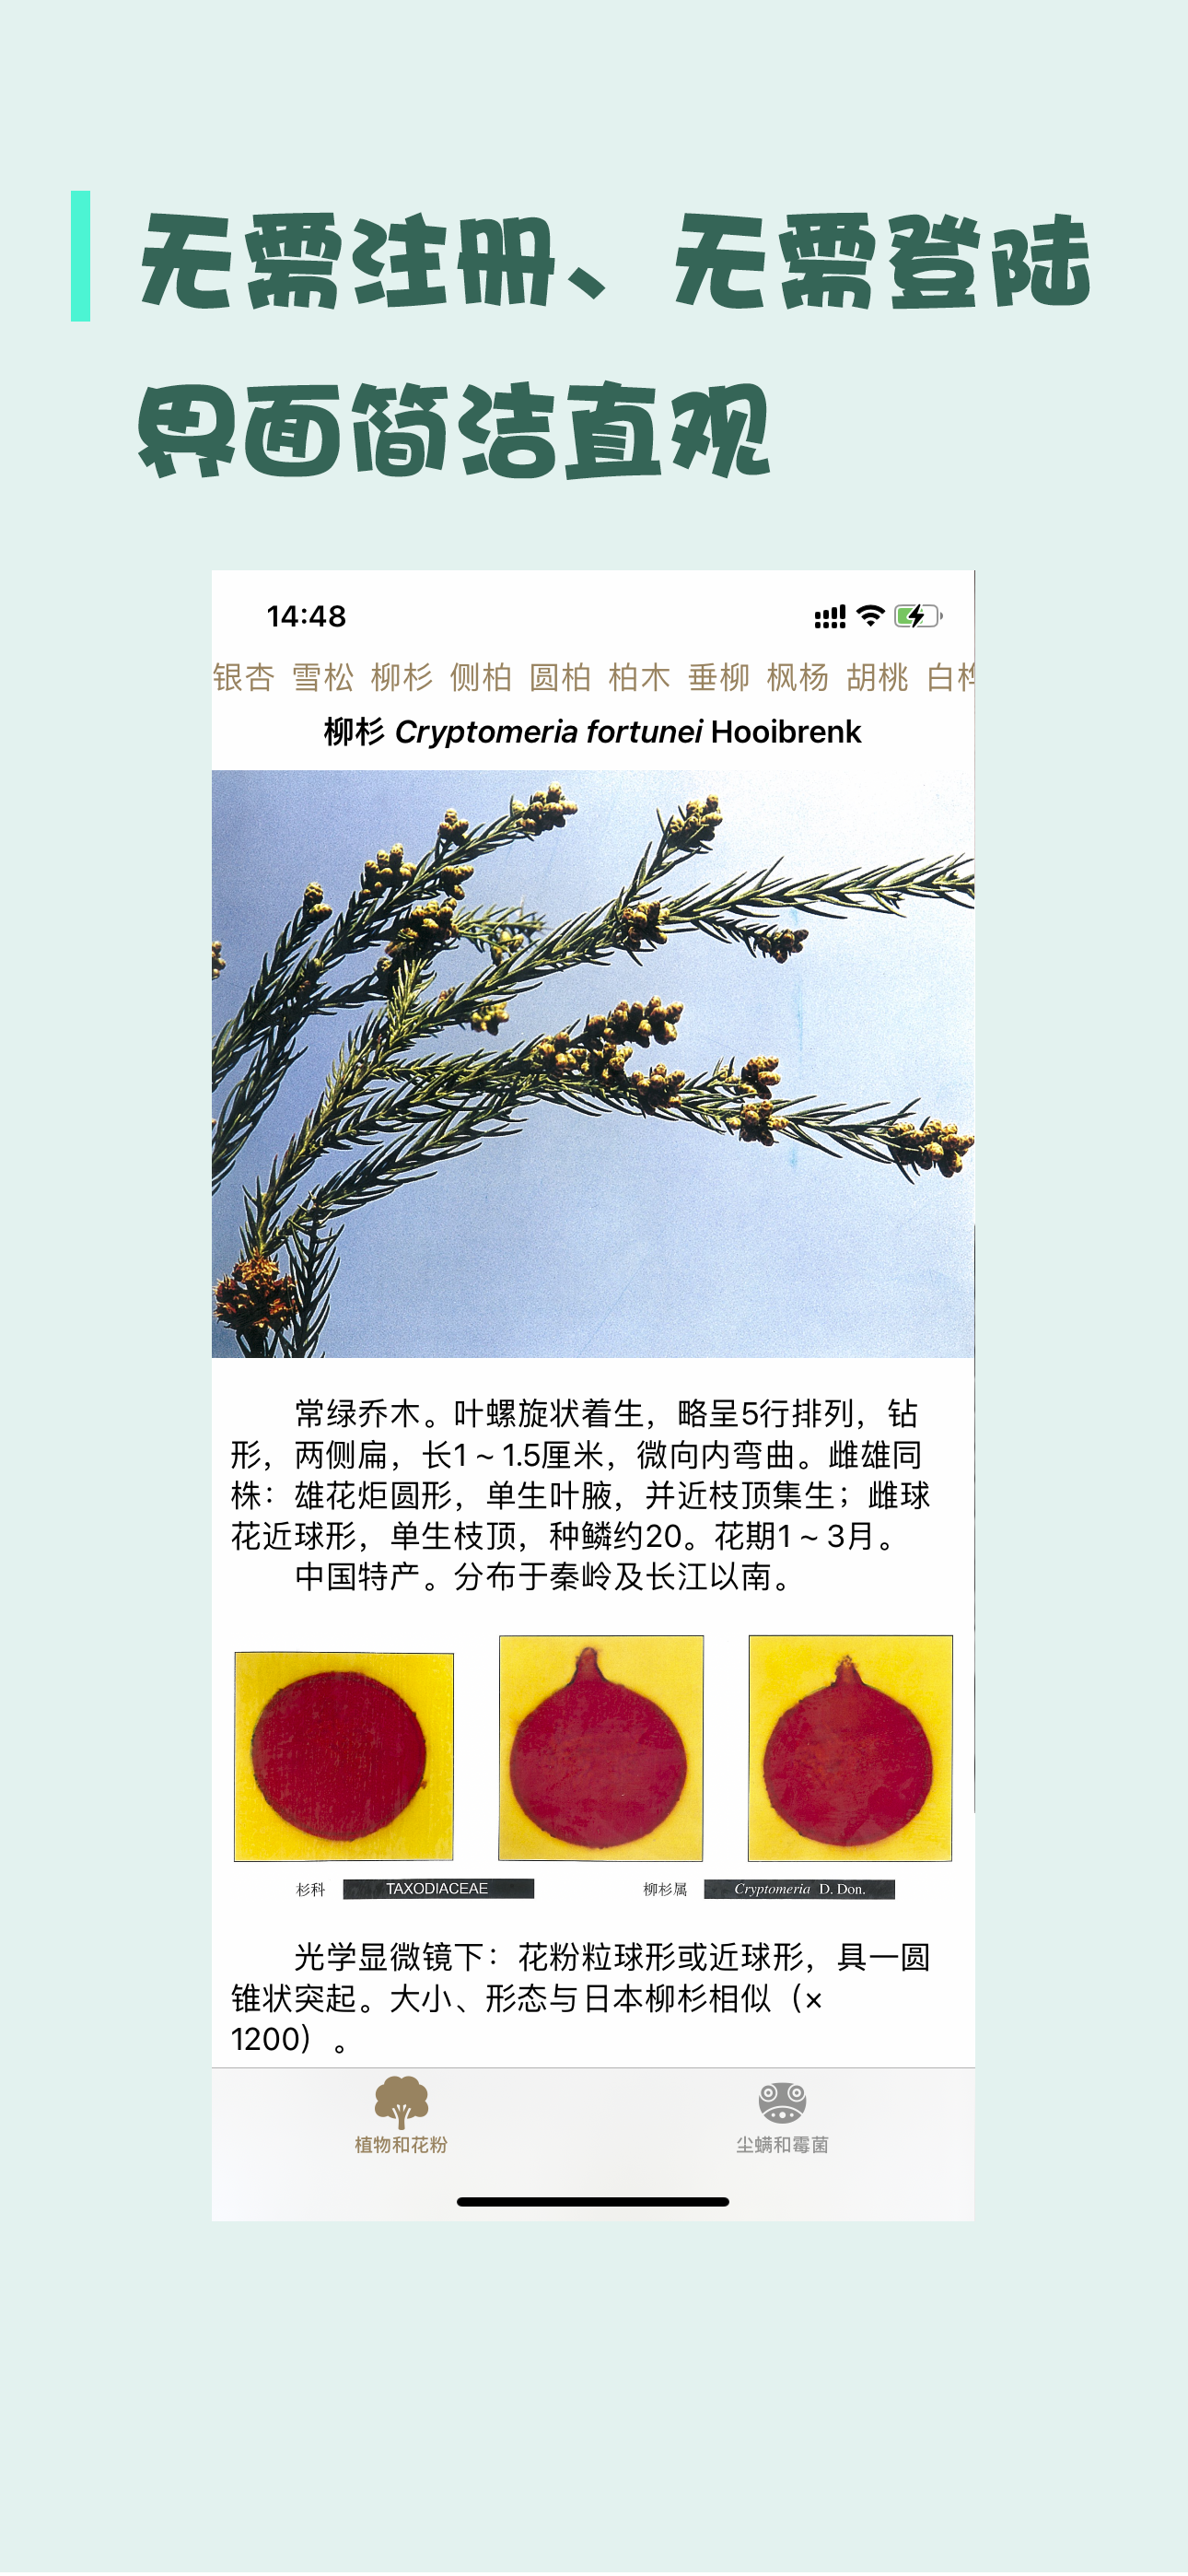 无需注册、无需登陆
界面简洁直观
14:48
银杏 雪松 柳杉 侧柏 圆柏 柏木 垂柳 枫杨 胡桃 白桦
柳杉 Cryptomeria fortunei Hooibrenk
常绿乔木。叶螺旋状着生，略呈5行排列，钻
形，两侧扁，长1～1.5厘米，微向内弯曲。雌雄同
株：雄花炬圆形，单生叶腋，并近枝顶集生；雌球
花近球形，单生枝顶，种鳞约20。花期1～3月。
中国特产。分布于秦岭及长江以南。
杉科 TAXODIACEAE 柳杉属 Cryptomeria D. Don.
光学显微镜下：花粉粒球形或近球形，具一圆
锥状突起。大小、形态与日本柳杉相似（×
1200）。
植物和花粉 尘螨和霉菌